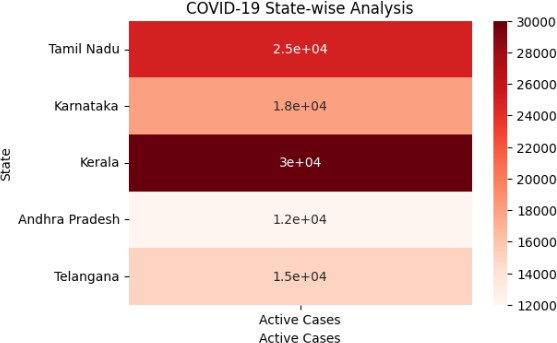 COVID-19 State-wise Analysis
Tamil Nadu
2.5e+04
Karnataka
1.8e+04
Kerala
3e+04
Andhra Pradesh
1.2e+04
Telangana
1.5e+04
State
Active Cases
Active Cases
30000
28000
26000
24000
22000
20000
18000
16000
14000
12000